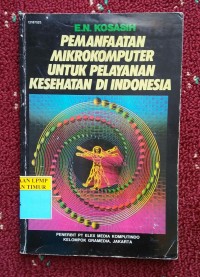 E.N. KOSASIH
PEMANFAATAN
MIKROKOMPUTER
UNTUK PELAYANAN
KESEHATAN DI INDONESIA
PENERBIT PT ELEX MEDIA KOMPUTINDO
KELOMPOK GRAMEDIA, JAKARTA